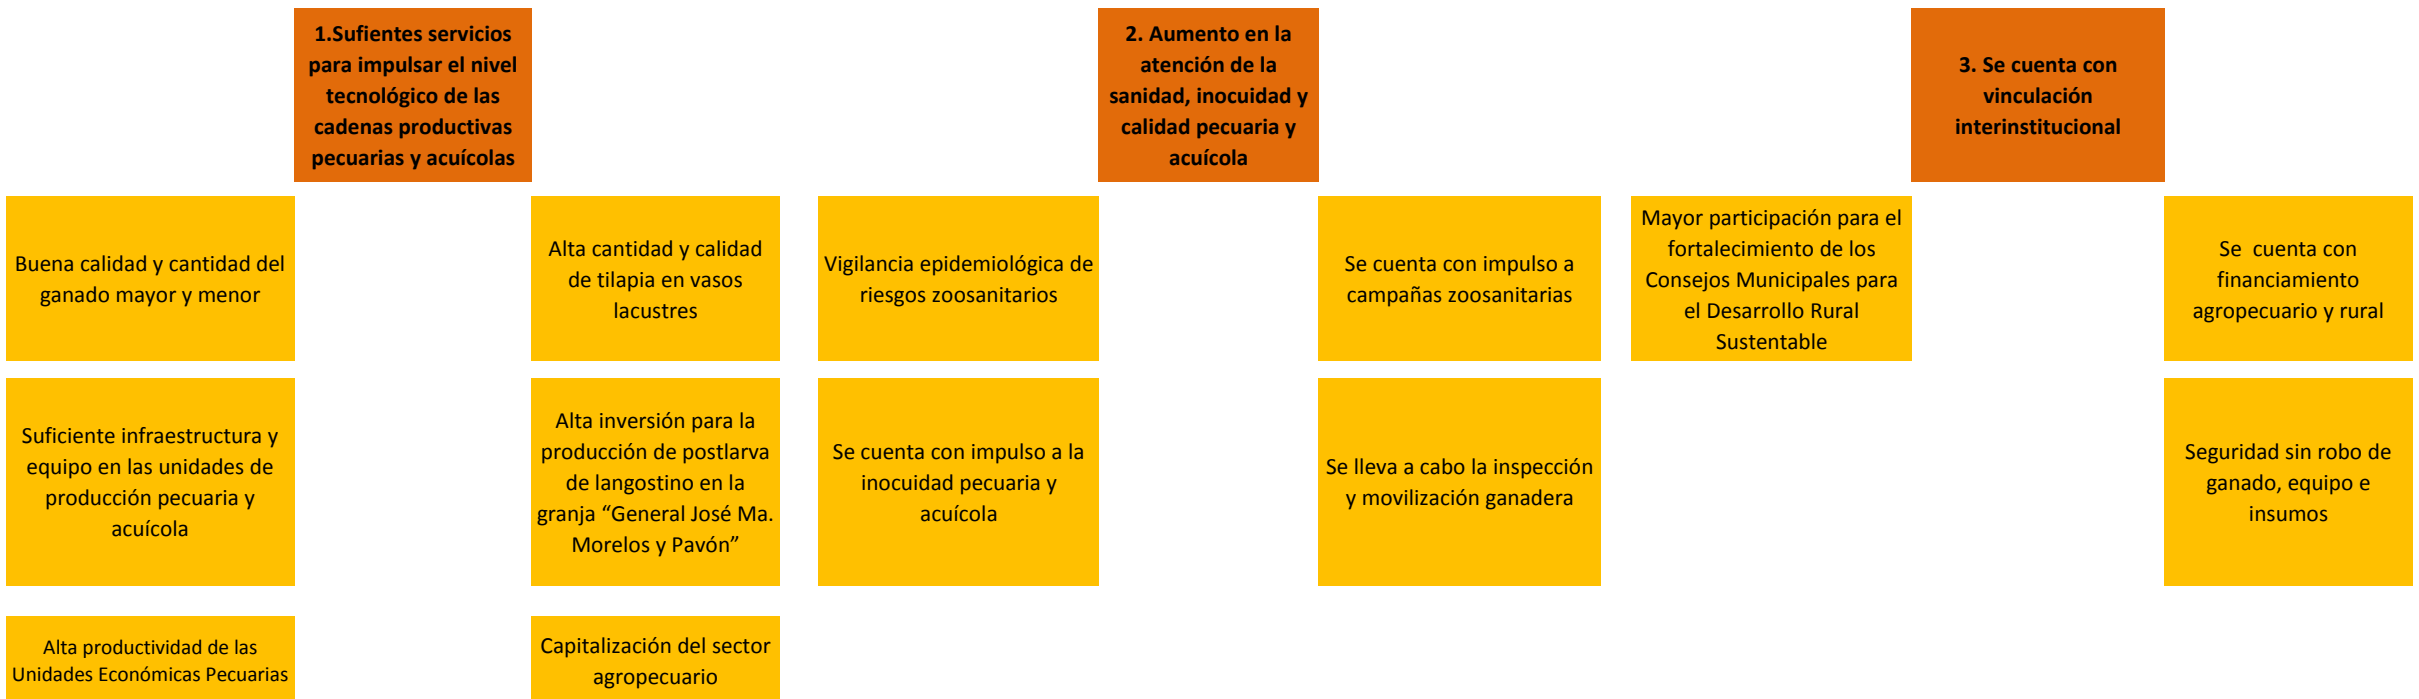 1.Sufientes servicios
para impulsar el nivel
tecnológico de las
cadenas productivas
pecuarias y acuícolas
2. Aumento en la
atención de la
sanidad, inocuidad y
calidad pecuaria y
acuícola
3. Se cuenta con
vinculación
interinstitucional
Buena calidad y cantidad del
ganado mayor y menor
Alta cantidad y calidad
de tilapia en vasos
lacustres
Vigilancia epidemiológica de
riesgos zoosanitarios
Se cuenta con impulso a
campañas zoosanitarias
Mayor participación para el
fortalecimiento de los
Consejos Municipales para
el Desarrollo Rural
Sustentable
Se cuenta con
financiamiento
agropecuario y rural
Suficiente infraestructura y
equipo en las unidades de
producción pecuaria y
acuícola
Alta inversión para la
producción de postlarva
de langostino en la
granja “General José Ma.
Morelos y Pavón”
Se cuenta con impulso a la
inocuidad pecuaria y
acuícola
Se lleva a cabo la inspección
y movilización ganadera
Seguridad sin robo de
ganado, equipo e
insumos
Alta productividad de las
Unidades Económicas Pecuarias
Capitalización del sector
agropecuario